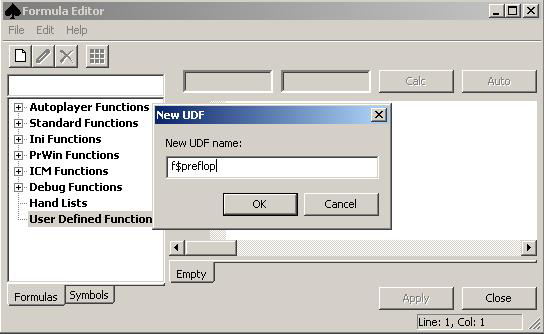 Formula Editor
File Edit Help
Calc Auto
Autoplayer Functions
Standard Functions
Ini Functions
PrWin Functions
ICM Functions
Debug Functions
Hand Lists
User Defined Function
New UDF
New UDF name:
f$preflop
OK Cancel
Empty
Formulas Symbols
Apply Close
Line: 1, Col: 1